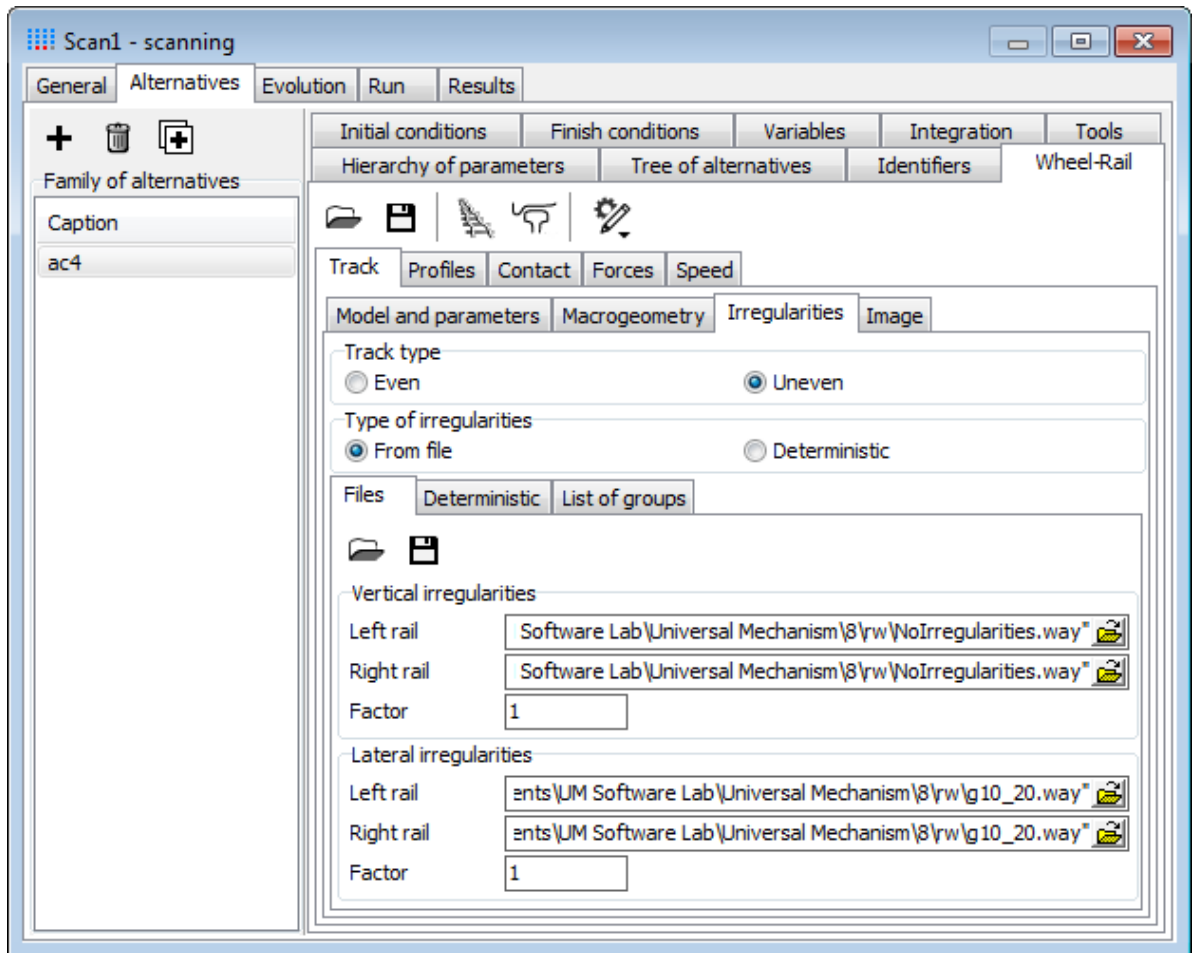 Scan1 - scanning
General Alternatives Evolution Run Results
Initial conditions Finish conditions Variables Integration Tools
Hierarchy of parameters Tree of alternatives Identifiers Wheel-Rail
Family of alternatives
Caption
ac4
Track Profiles Contact Forces Speed
Model and parameters Macrogeometry Irregularities Image
Track type
Even Uneven
Type of irregularities
From file Deterministic
Files Deterministic List of groups
Vertical irregularities
Left rail Software Lab\Universal Mechanism\8\rw\NoIrregularities.way"
Right rail Software Lab\Universal Mechanism\8\rw\NoIrregularities.way"
Factor 1
Lateral irregularities
Left rail ents\UM Software Lab\Universal Mechanism\8\rw\g10_20.way"
Right rail ents\UM Software Lab\Universal Mechanism\8\rw\g10_20.way"
Factor 1